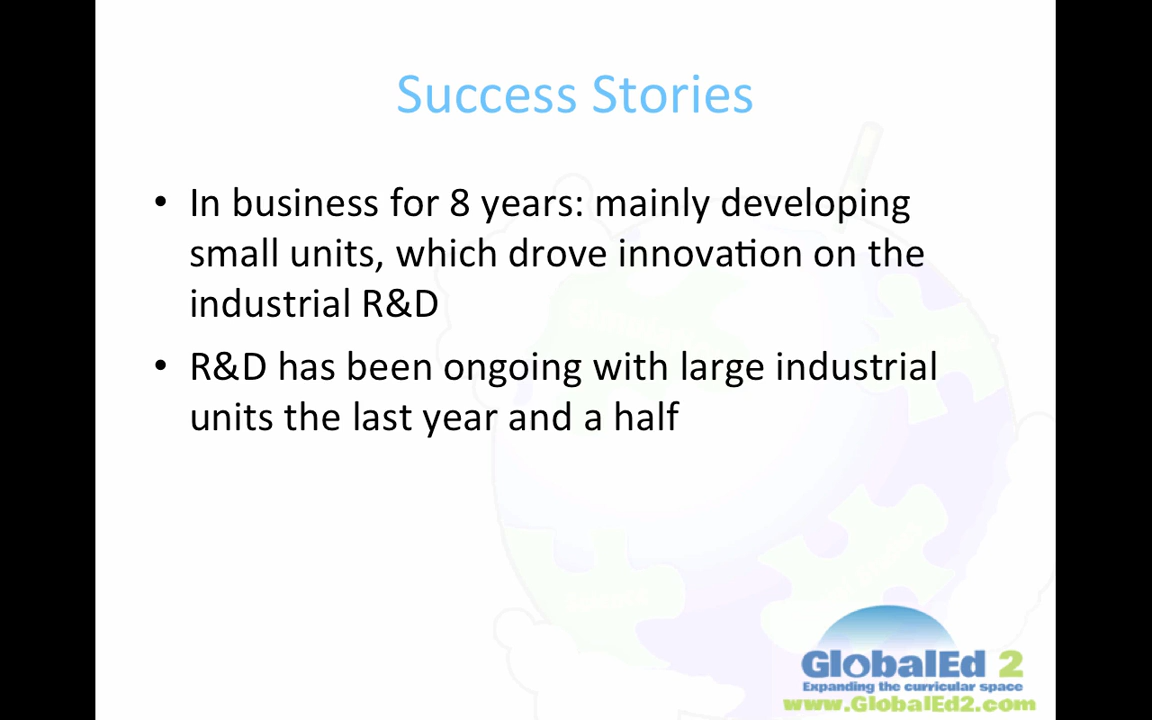 Success Stories
• In business for 8 years: mainly developing
small units, which drove innovation on the
industrial R&D
• R&D has been ongoing with large industrial
units the last year and a half
Science
GlobalEd 2
Expanding the curricular space
www.GlobalEd2.com